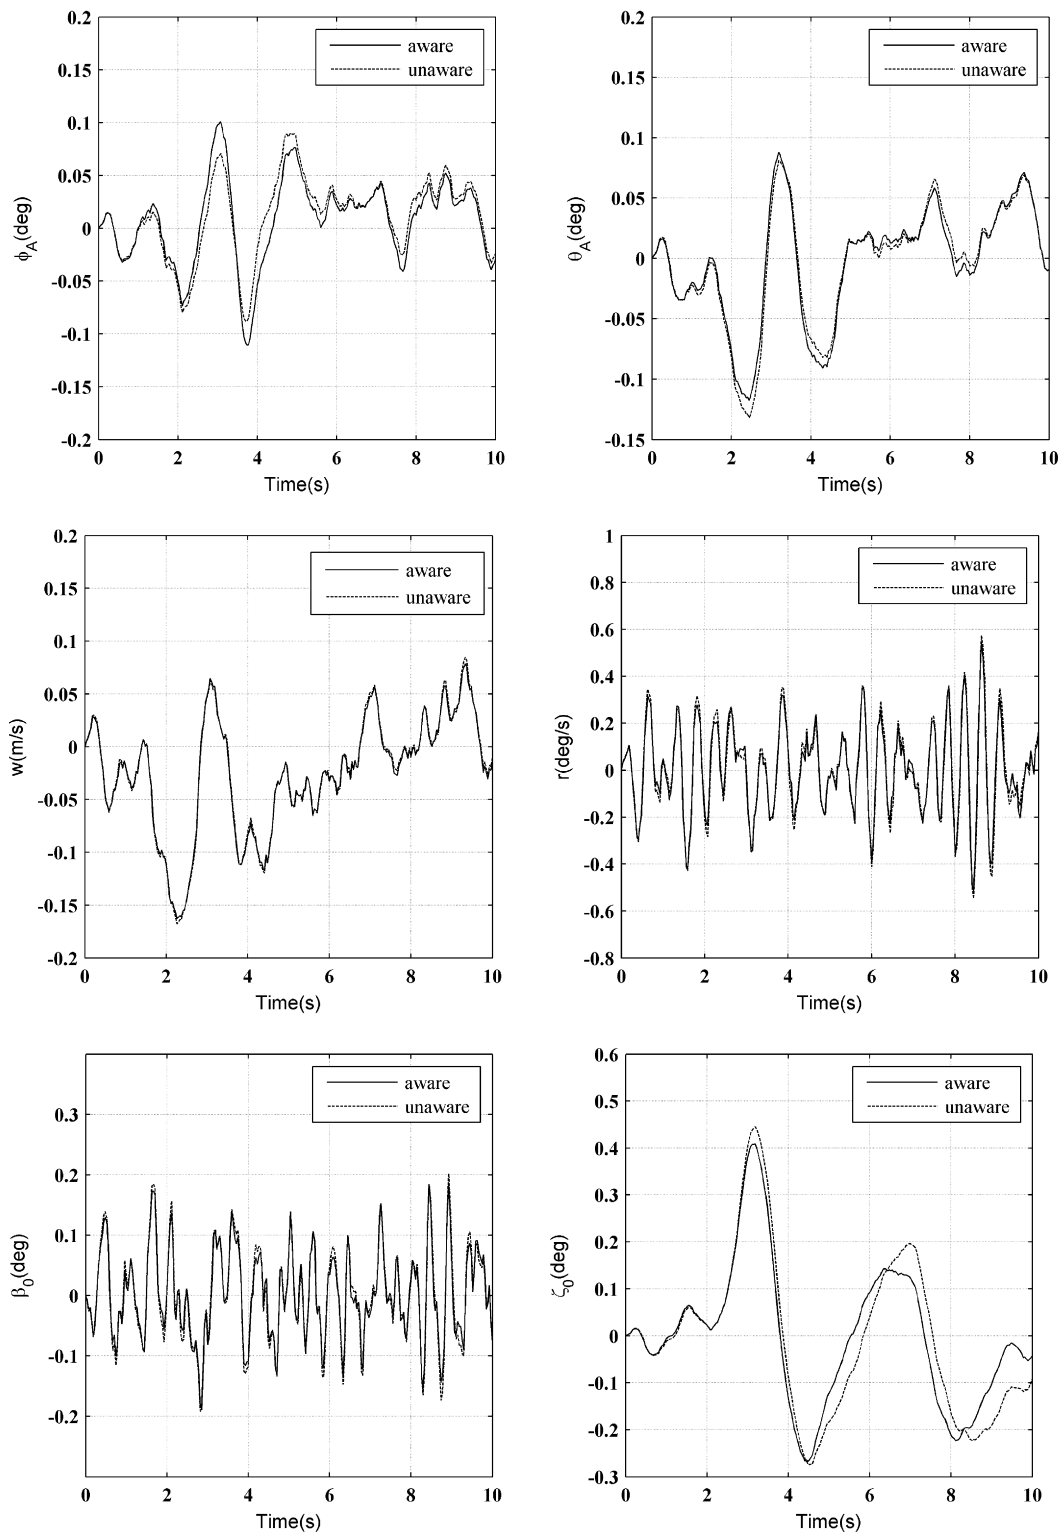 0.2
0.15
0.1
0.05
0
-0.05
-0.1
-0.15
-0.2
ϕA(deg)
aware
unaware
0 2 4 6 8 10
Time(s)
0.2
0.15
0.1
0.05
0
-0.05
-0.1
-0.15
θA(deg)
aware
unaware
0 2 4 6 8 10
Time(s)
0.2
0.15
0.1
0.05
0
-0.05
-0.1
-0.15
-0.2
w(m/s)
aware
unaware
0 2 4 6 8 10
Time(s)
1
0.8
0.6
0.4
0.2
0
-0.2
-0.4
-0.6
-0.8
r(deg/s)
aware
unaware
0 2 4 6 8 10
Time(s)
0.3
0.2
0.1
0
-0.1
-0.2
β0(deg)
aware
unaware
0 2 4 6 8 10
Time(s)
0.6
0.5
0.4
0.3
0.2
0.1
0
-0.1
-0.2
-0.3
ζ0(deg)
aware
unaware
0 2 4 6 8 10
Time(s)